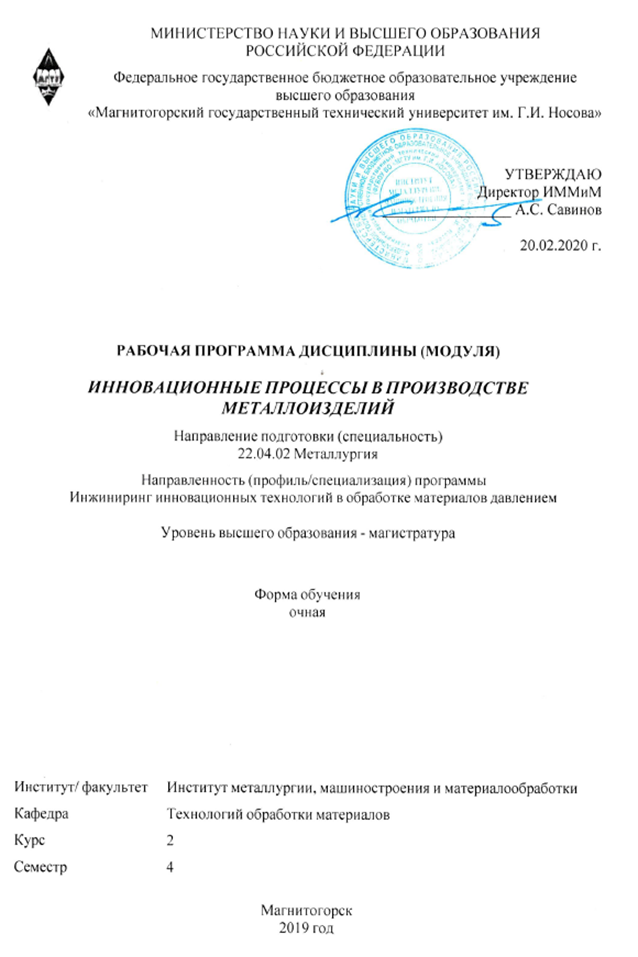 МИНИСТЕРСТВО НАУКИ И ВЫСШЕГО ОБРАЗОВАНИЯ
РОССИЙСКОЙ ФЕДЕРАЦИИ
Федеральное государственное бюджетное образовательное учреждение
высшего образования
«Магнитогорский государственный технический университет им. Г.И. Носова»
УТВЕРЖДАЮ
Директор ИММиМ
А.С. Савинов
20.02.2020 г.
РАБОЧАЯ ПРОГРАММА ДИСЦИПЛИНЫ (МОДУЛЯ)
ИННОВАЦИОННЫЕ ПРОЦЕССЫ В ПРОИЗВОДСТВЕ
МЕТАЛЛОИЗДЕЛИЙ
Направление подготовки (специальность)
22.04.02 Металлургия
Направленность (профиль/специализация) программы
Инжиниринг инновационных технологий в обработке материалов давлением
Уровень высшего образования - магистратура
Форма обучения
очная
Институт/ факультет Институт металлургии, машиностроения и материалообработки
Кафедра Технологий обработки материалов
Курс 2
Семестр 4
Магнитогорск
2019 год